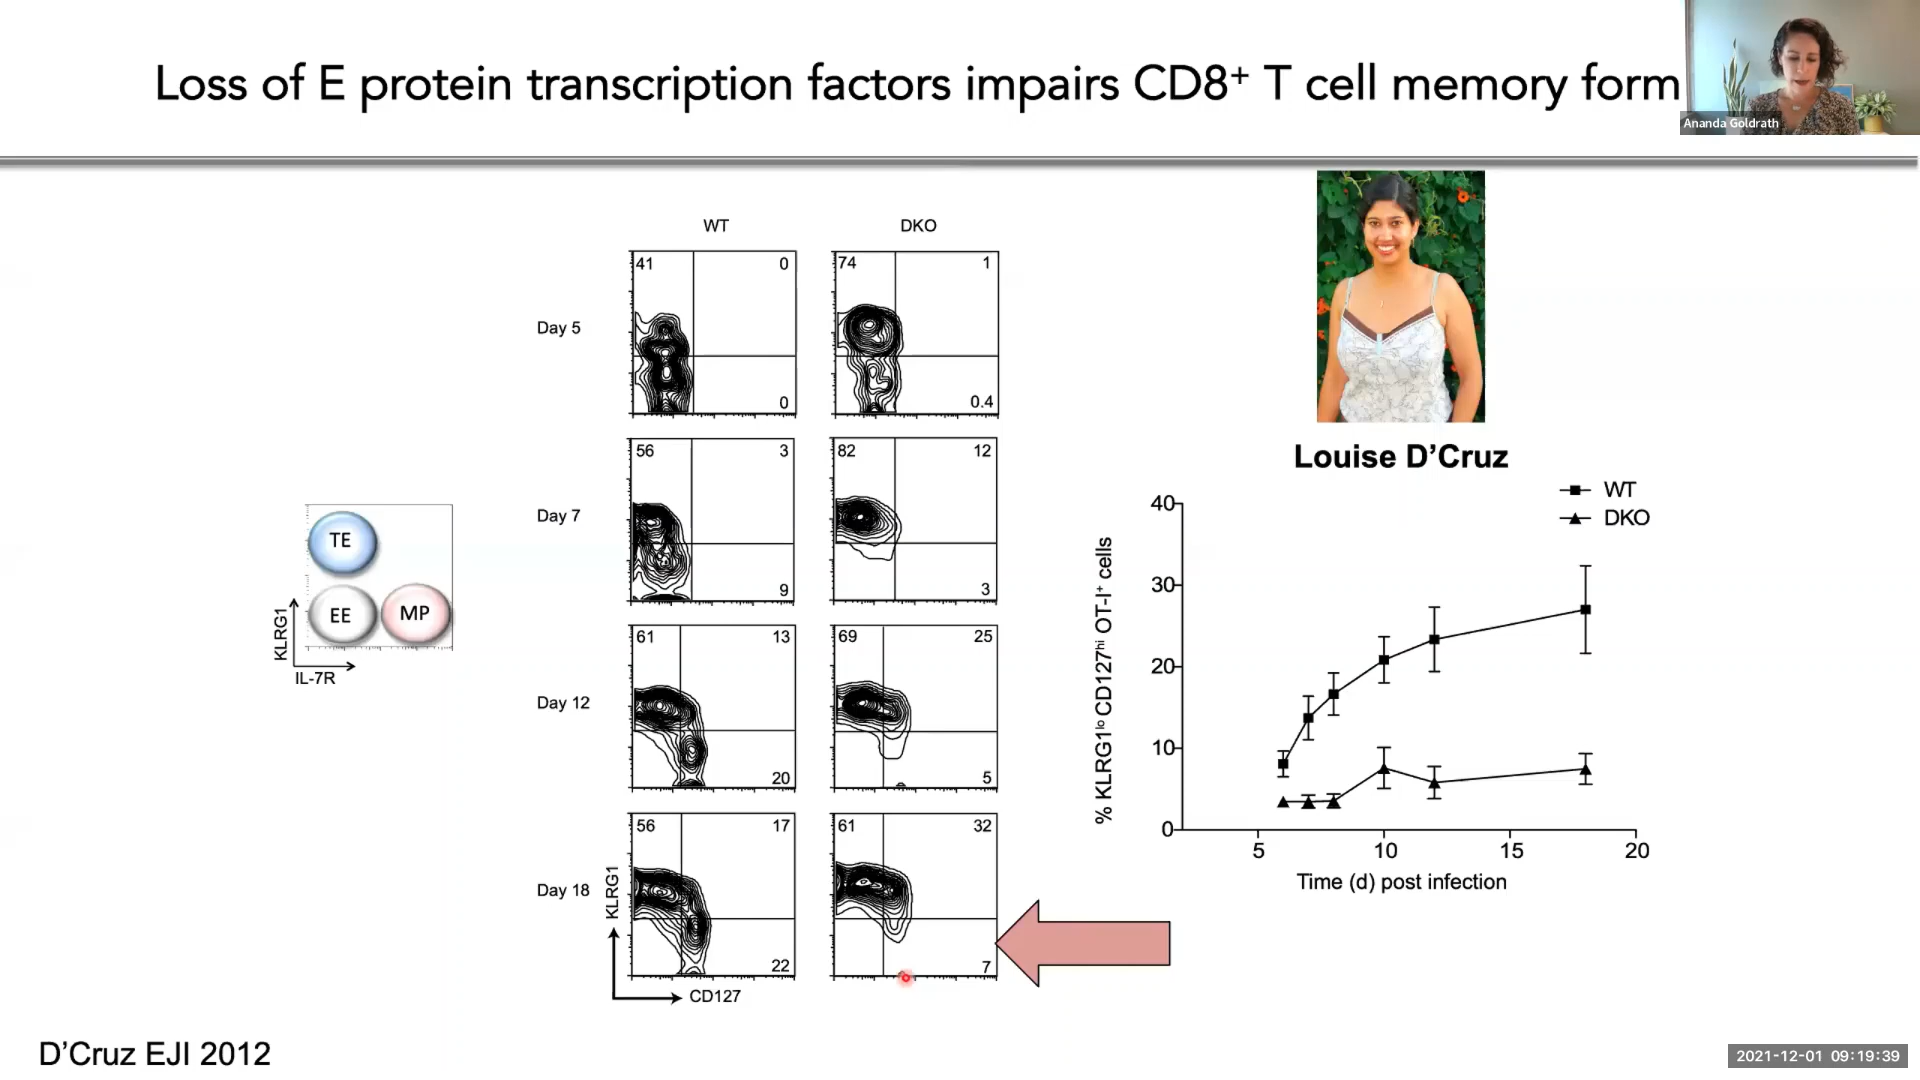 Loss of E protein transcription factors impairs CD8⁺ T cell memory form
Ananda Goldrath
WT
DKO
Day 5
41
0
0
74
1
0.4
Day 7
56
3
9
82
12
3
Day 12
61
13
20
69
25
5
Day 18
56
17
22
61
32
7
KLRG1
CD127
TE
EE
MP
KLRG1
IL-7R
Louise D’Cruz
WT
DKO
% KLRG1ˡᵒ CD127ʰⁱ OT-I⁺ cells
40
30
20
10
0
5
10
15
20
Time (d) post infection
D’Cruz EJI 2012
2021-12-01 09:19:39